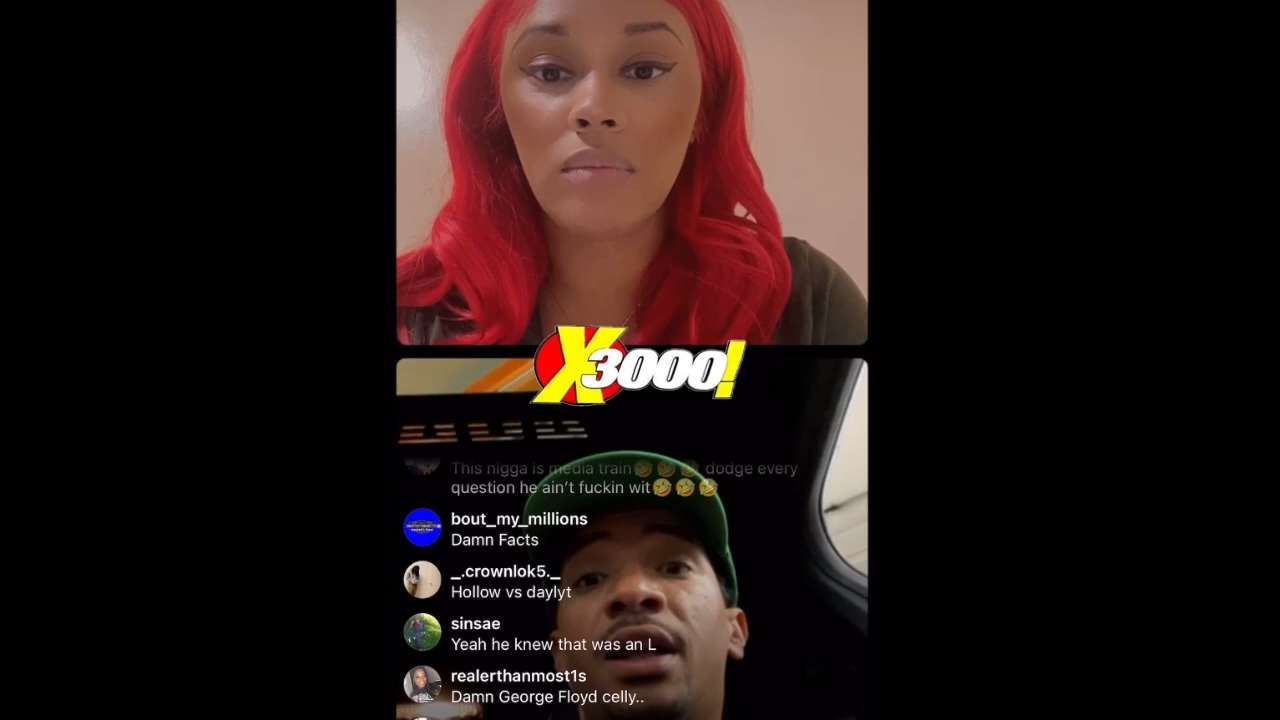 X3000!
This nigga is media train🤣🤣🤣 dodge every
question he ain’t fuckin wit🤣🤣🤣
bout_my_millions
Damn Facts
_.crownlok5._
Hollow vs daylyt
sinsae
Yeah he knew that was an L
realerthanmost1s
Damn George Floyd celly..